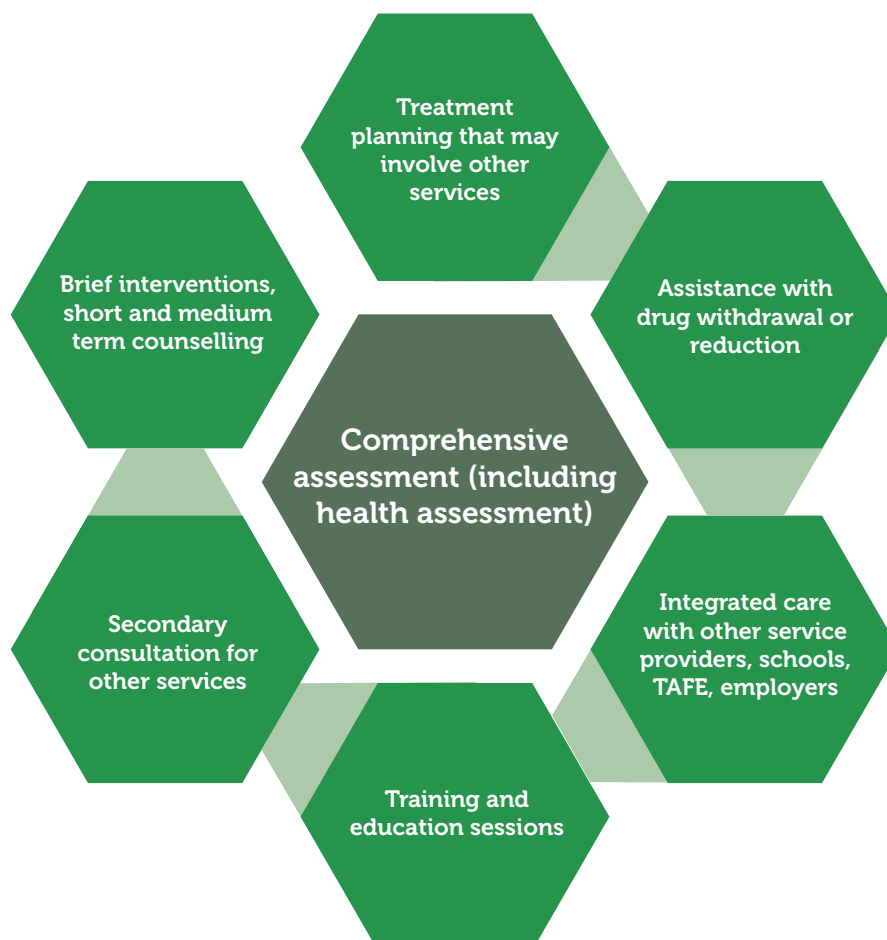 Treatment
planning that may
involve other
services
Brief interventions,
short and medium
term counselling
Assistance with
drug withdrawal or
reduction
Comprehensive
assessment (including
health assessment)
Secondary
consultation for
other services
Integrated care
with other service
providers, schools,
TAFE, employers
Training and
education sessions